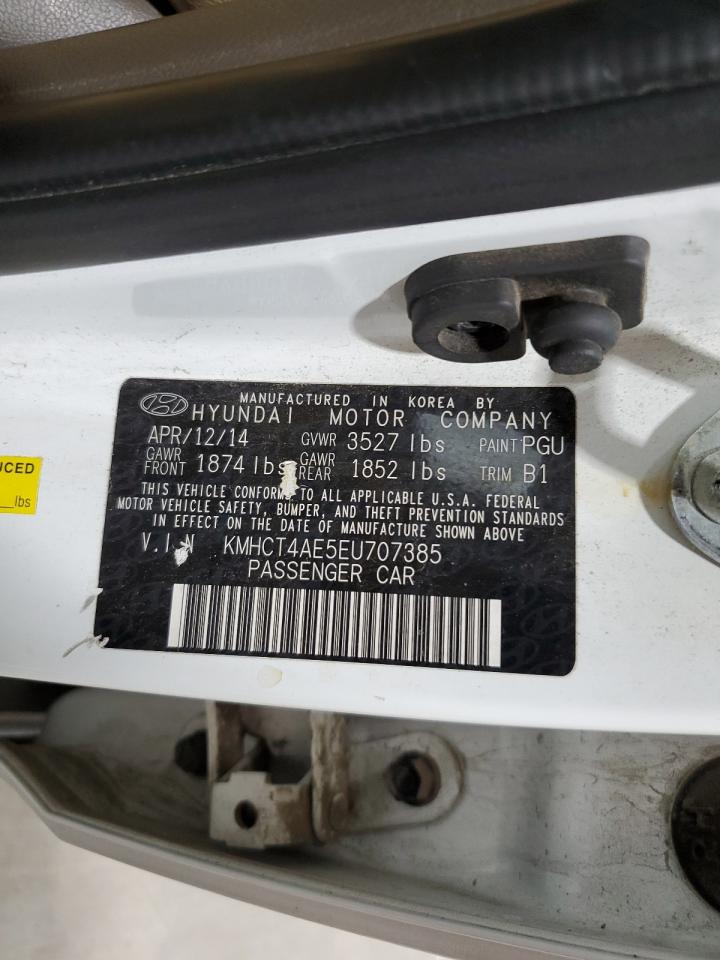 MANUFACTURED IN KOREA BY
HYUNDAI MOTOR COMPANY
APR/12/14 GVWR 3527 lbs PAINT PGU
GAWR FRONT 1874 lbs GAWR REAR 1852 lbs TRIM B1
THIS VEHICLE CONFORMS TO ALL APPLICABLE U.S.A. FEDERAL
MOTOR VEHICLE SAFETY, BUMPER, AND THEFT PREVENTION STANDARDS
IN EFFECT ON THE DATE OF MANUFACTURE SHOWN ABOVE
V.I.N KMHCT4AE5EU707385
PASSENGER CAR
UCED
__lbs